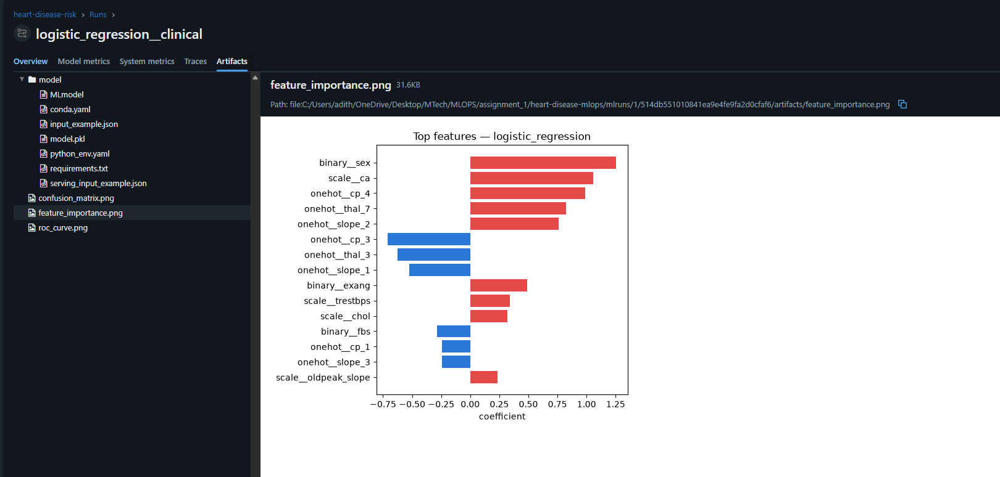 heart-disease-risk › Runs ›
logistic_regression__clinical
Overview Model metrics System metrics Traces Artifacts
model
MLmodel
conda.yaml
input_example.json
model.pkl
python_env.yaml
requirements.txt
serving_input_example.json
confusion_matrix.png
feature_importance.png
roc_curve.png
feature_importance.png 31.6KB
Path: file:C:/Users/adith/OneDrive/Desktop/MTech/MLOPS/assignment_1/heart-disease-mlops/mlruns/1/514db551010841ea9e4fe9fa2d0cfaf6/artifacts/feature_importance.png
Top features — logistic_regression
binary__sex
scale__ca
onehot__cp_4
onehot__thal_7
onehot__slope_2
onehot__cp_3
onehot__thal_3
onehot__slope_1
binary__exang
scale__trestbps
scale__chol
binary__fbs
onehot__cp_1
onehot__slope_3
scale__oldpeak_slope
−0.75 −0.50 −0.25 0.00 0.25 0.50 0.75 1.00 1.25
coefficient